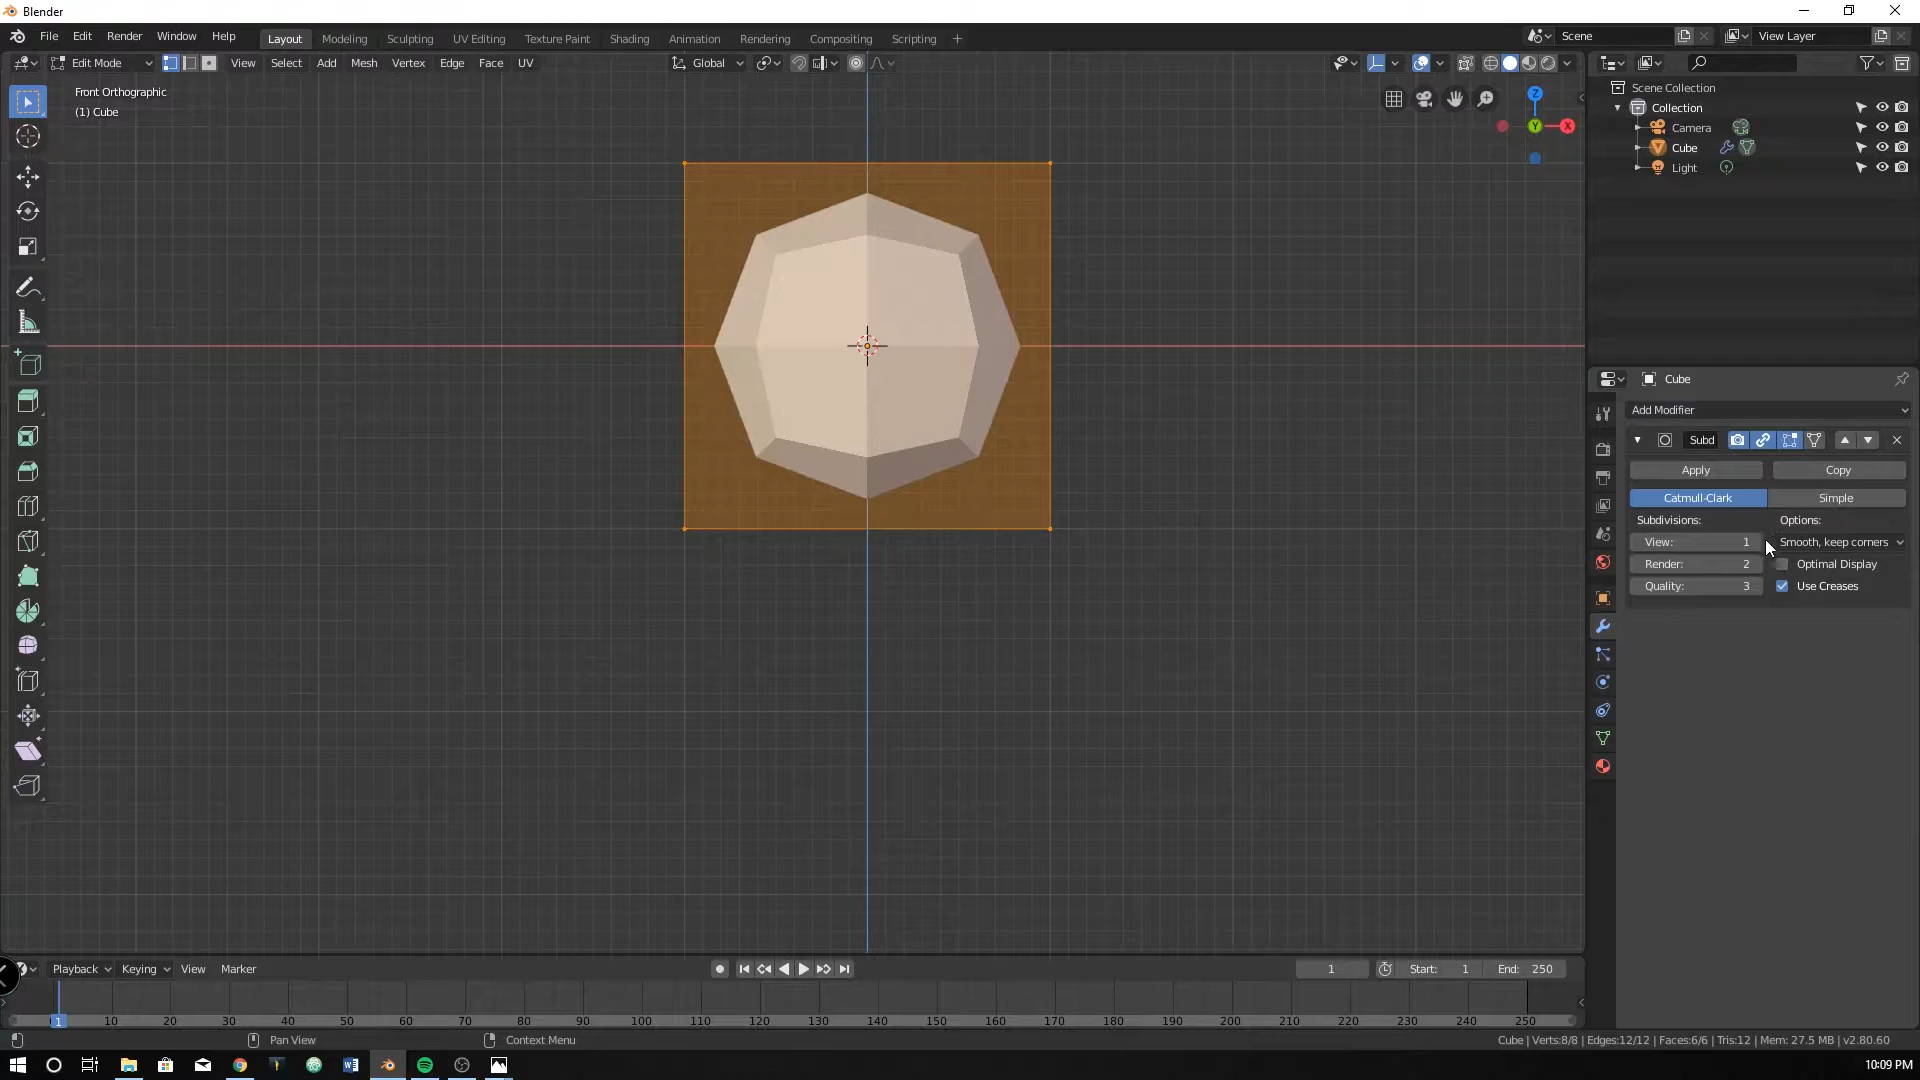 Blender
File Edit Render Window Help
Layout Modeling Sculpting UV Editing Texture Paint Shading Animation Rendering Compositing Scripting +
Scene
View Layer
Edit Mode View Select Add Mesh Vertex Edge Face UV
Global
Front Orthographic
(1) Cube
Z
Y
X
Scene Collection
Collection
Camera
Cube
Light
Cube
Add Modifier
Subd
Apply Copy
Catmull-Clark Simple
Subdivisions: Options:
View: 1 Smooth, keep corners
Render: 2 Optimal Display
Quality: 3 Use Creases
Playback Keying View Marker
1 Start: 1 End: 250
1 10 20 30 40 50 60 70 80 90 100 110 120 130 140 150 160 170 180 190 200 210 220 230 240 250
Pan View Context Menu
Cube | Verts:8/8 | Edges:12/12 | Faces:6/6 | Tris:12 | Mem: 27.5 MB | v2.80.60
10:09 PM